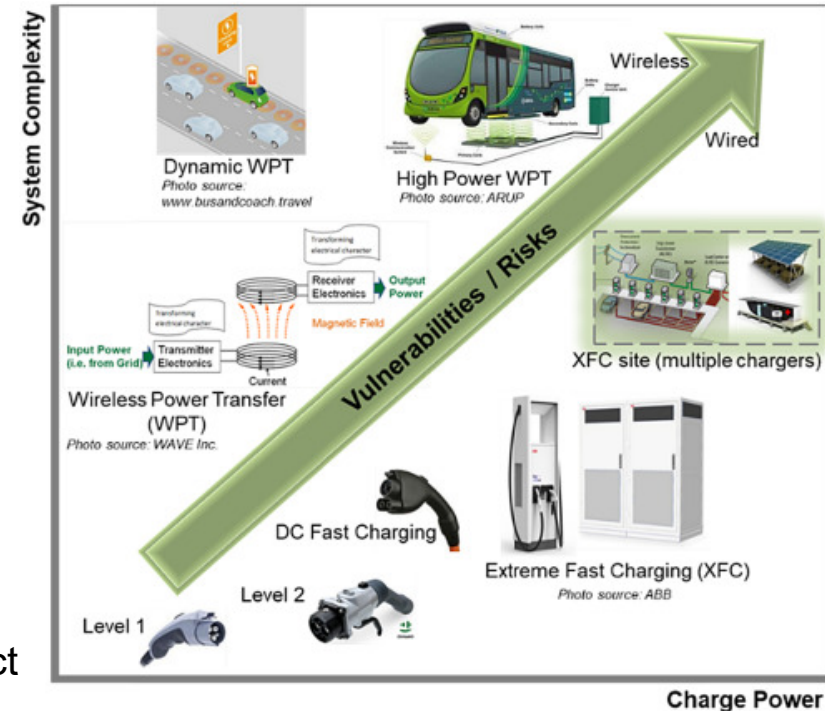 System Complexity
Dynamic WPT
Photo source:
www.busandcoach.travel
High Power WPT
Photo source: ARUP
Wireless
Wired
Vulnerabilities / Risks
Transforming
electrical character
Receiver
Electronics
Output
Power
Magnetic Field
Transforming
electrical character
Input Power
(i.e. from Grid)
Transmitter
Electronics
Current
Wireless Power Transfer
(WPT)
Photo source: WAVE Inc.
XFC site (multiple chargers)
DC Fast Charging
Extreme Fast Charging (XFC)
Photo source: ABB
Level 1
Level 2
ct
Charge Power